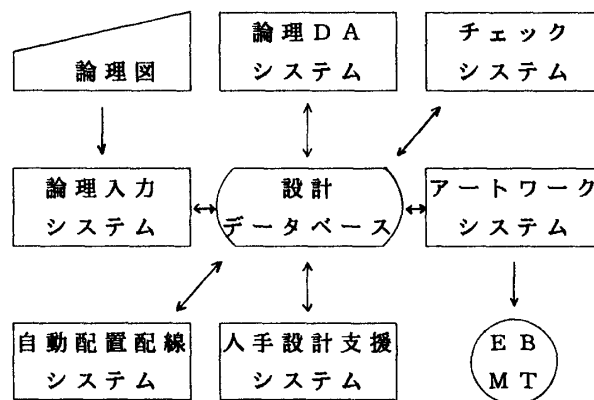 論理図
論理DA
システム
チェック
システム
論理入力
システム
設計
データベース
アートワーク
システム
自動配置配線
システム
人手設計支援
システム
EB
MT